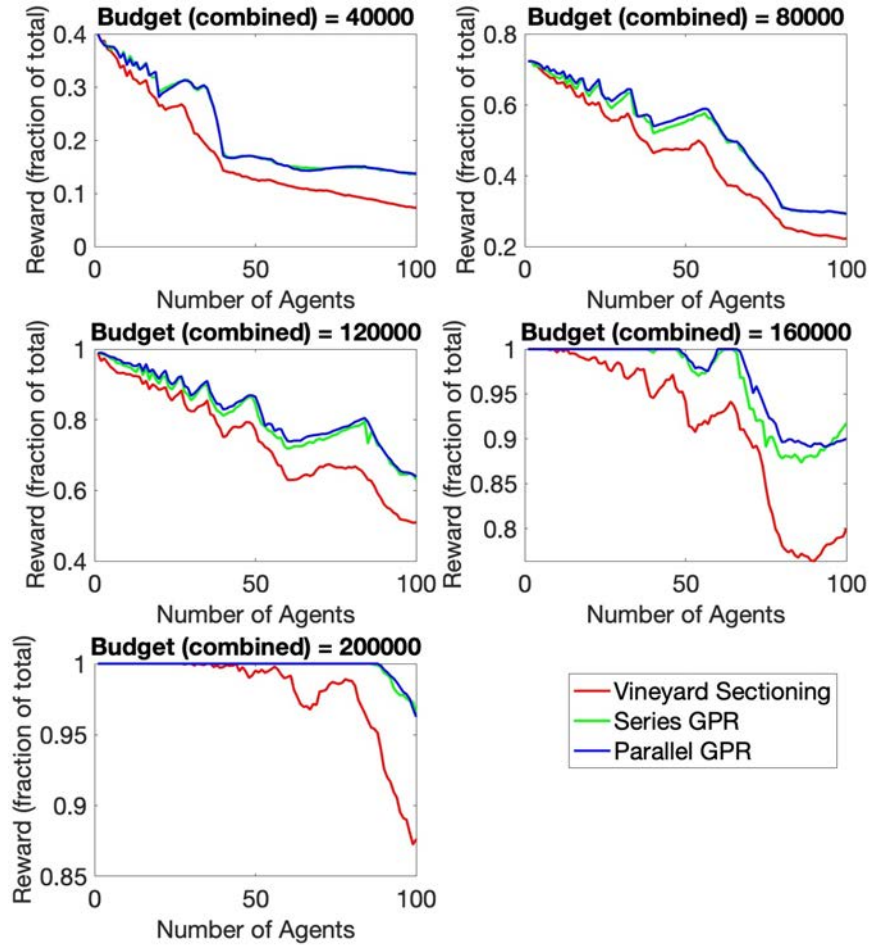 Budget (combined) = 40000
0.4
0.3
0.2
0.1
0
Reward (fraction of total)
0 50 100
Number of Agents
Budget (combined) = 80000
0.8
0.6
0.4
0.2
Reward (fraction of total)
0 50 100
Number of Agents
Budget (combined) = 120000
1
0.8
0.6
0.4
Reward (fraction of total)
0 50 100
Number of Agents
Budget (combined) = 160000
1
0.95
0.9
0.85
0.8
Reward (fraction of total)
0 50 100
Number of Agents
Budget (combined) = 200000
1
0.95
0.9
0.85
Reward (fraction of total)
0 50 100
Number of Agents
Vineyard Sectioning
Series GPR
Parallel GPR